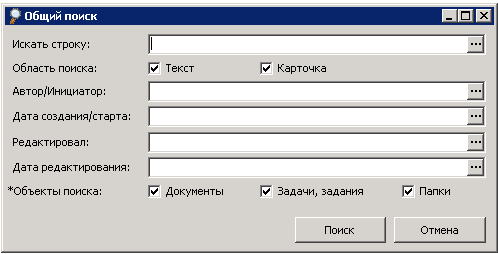 Общий поиск
Искать строку:
Область поиска: Текст Карточка
Автор/Инициатор:
Дата создания/старта:
Редактировал:
Дата редактирования:
*Объекты поиска: Документы Задачи, задания Папки
Поиск Отмена